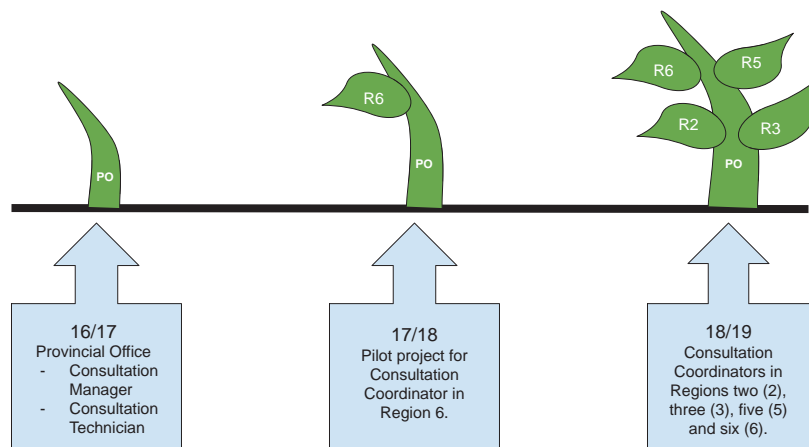 PO
R6
PO
R6
R5
R2
R3
PO
16/17
Provincial Office
- Consultation
Manager
- Consultation
Technician
17/18
Pilot project for
Consultation
Coordinator in
Region 6.
18/19
Consultation
Coordinators in
Regions two (2),
three (3), five (5)
and six (6).